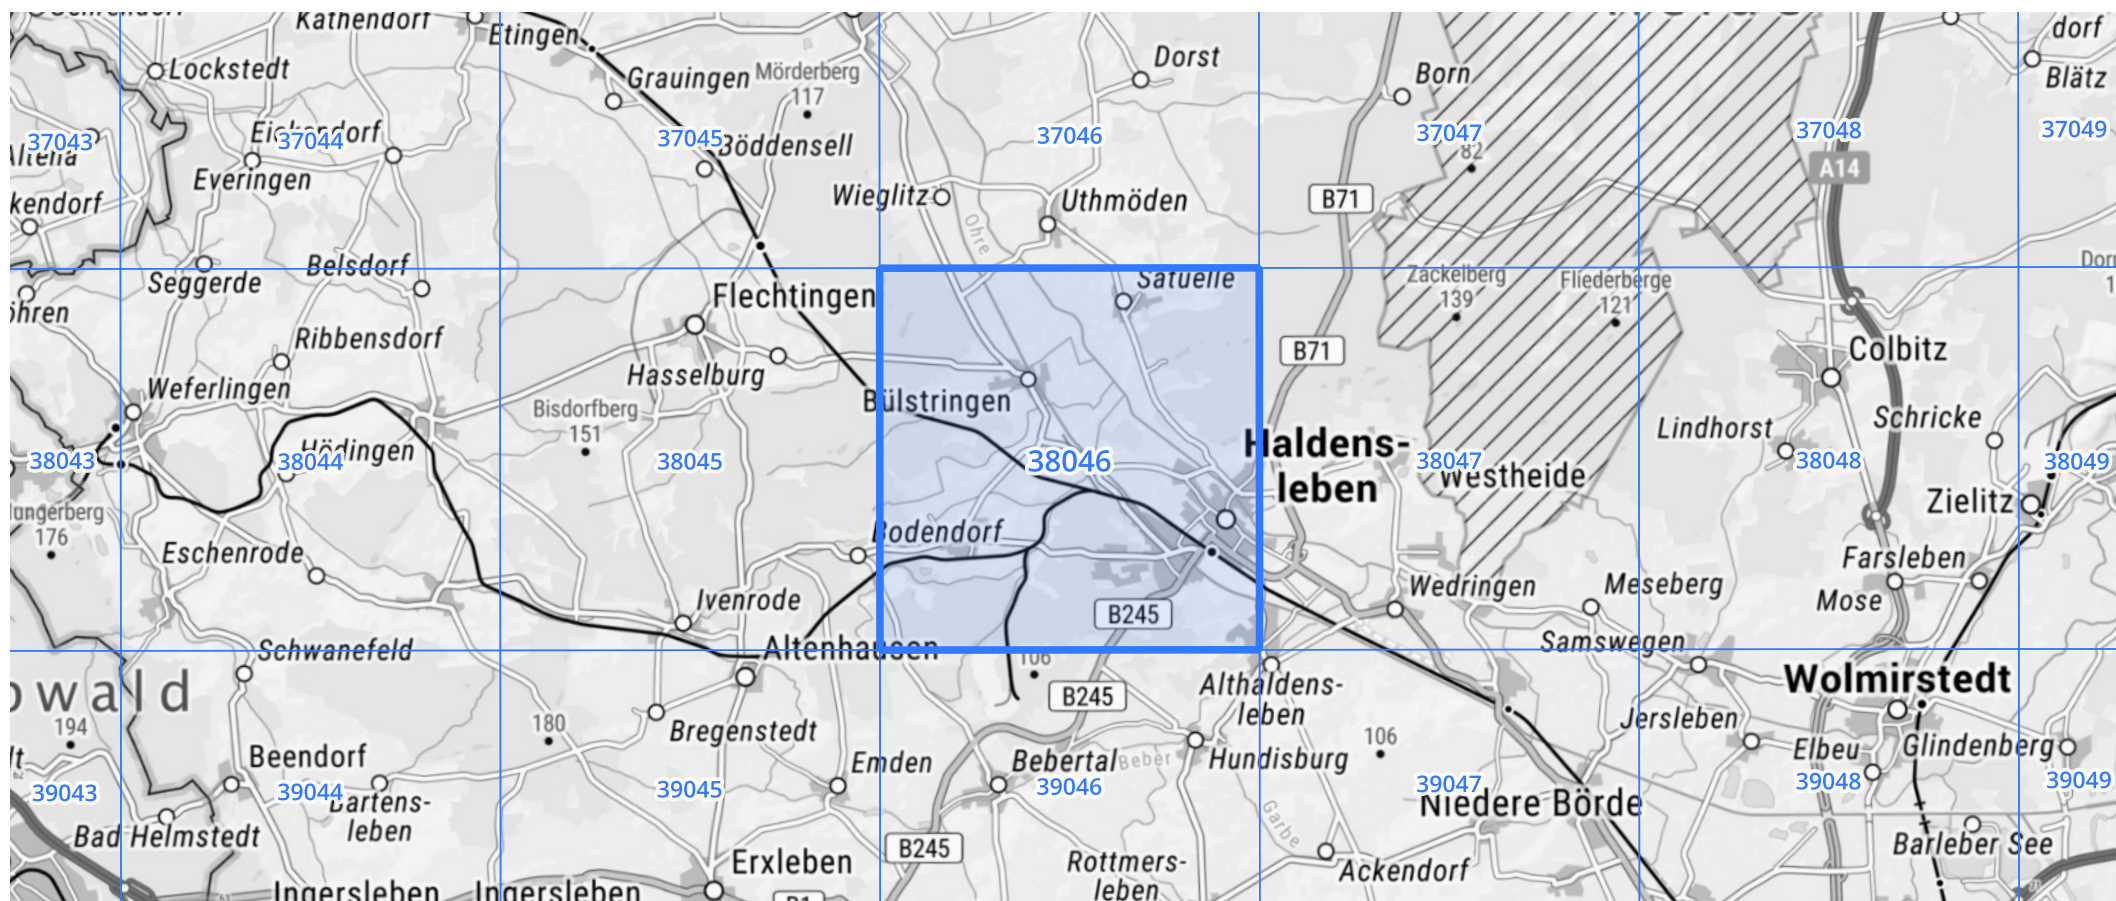 Kathendorf
Etingen
Dorst
Born
dorf
Lockstedt
Grauingen
Mörderberg
117
Blätz
37043
37044
Eickendorf
37045
Böddensell
37046
37047
82
37048
37049
Altena
Everingen
A14
kendorf
Wieglitz
Uthmöden
B71
Ohre
Seggerde
Belsdorf
Satuelle
Zackelberg
139
Fliederberge
121
Flechtingen
Ribbensdorf
B71
Colbitz
Weferlingen
Hasselburg
Bisdorfberg
151
Bülstringen
Schricke
Lindhorst
Haldens-
leben
38043
38044
Hödingen
38045
38046
38047
Westheide
38048
38049
176
Zielitz
Eschenrode
Bodendorf
Farsleben
Wedringen
Meseberg
Mose
Ivenrode
B245
Schwanefeld
Altenhausen
Samswegen
106
wald
194
180
B245
Althaldens-
leben
Wolmirstedt
Bregenstedt
Jersleben
106
Beendorf
Emden
Bebertal
Beber
Hundisburg
Elbeu
Glindenberg
39043
39044
39045
39046
39047
39048
39049
Bartens-
leben
Niedere Börde
Garbe
Bad Helmstedt
B245
Barleber See
Erxleben
Rottmers-
leben
Ackendorf
Ingersleben
Ingersleben
B1